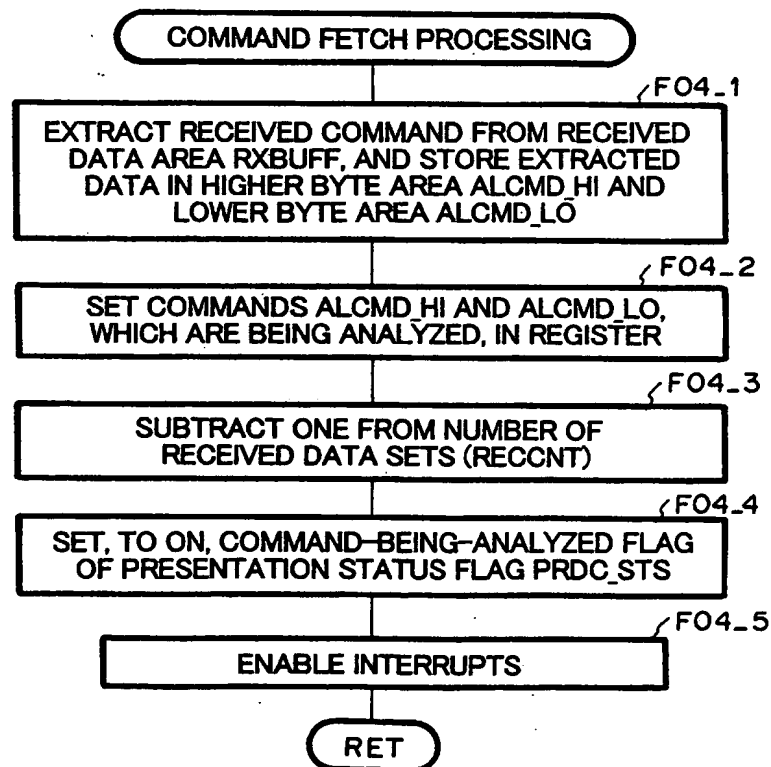 COMMAND FETCH PROCESSING
F04_1
EXTRACT RECEIVED COMMAND FROM RECEIVED
DATA AREA RXBUFF, AND STORE EXTRACTED
DATA IN HIGHER BYTE AREA ALCMD_HI AND
LOWER BYTE AREA ALCMD_LO
F04_2
SET COMMANDS ALCMD_HI AND ALCMD_LO,
WHICH ARE BEING ANALYZED, IN REGISTER
F04_3
SUBTRACT ONE FROM NUMBER OF
RECEIVED DATA SETS (RECCNT)
F04_4
SET, TO ON, COMMAND-BEING-ANALYZED FLAG
OF PRESENTATION STATUS FLAG PRDC_STS
F04_5
ENABLE INTERRUPTS
RET